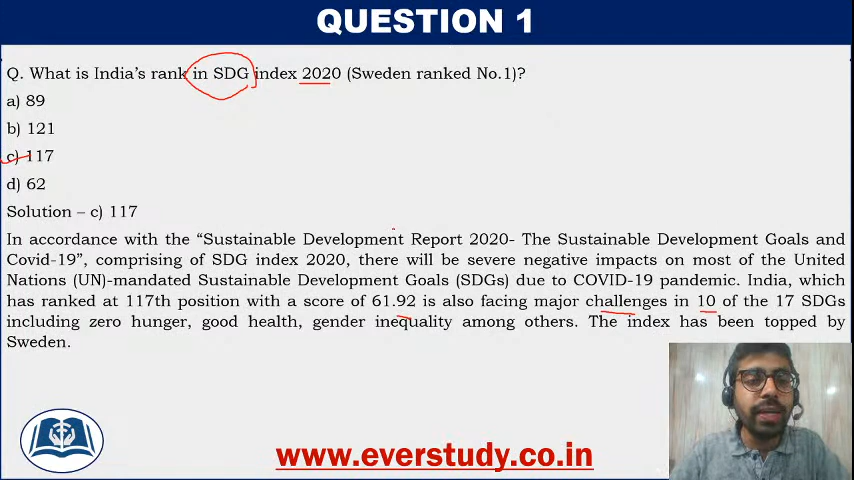 QUESTION 1
Q. What is India's rank in SDG index 2020 (Sweden ranked No.1)?
a) 89
b) 121
c) 117
d) 62
Solution – c) 117
In accordance with the "Sustainable Development Report 2020- The Sustainable Development Goals and
Covid-19", comprising of SDG index 2020, there will be severe negative impacts on most of the United
Nations (UN)-mandated Sustainable Development Goals (SDGs) due to COVID-19 pandemic. India, which
has ranked at 117th position with a score of 61.92 is also facing major challenges in 10 of the 17 SDGs
including zero hunger, good health, gender inequality among others. The index has been topped by
Sweden.
www.everstudy.co.in